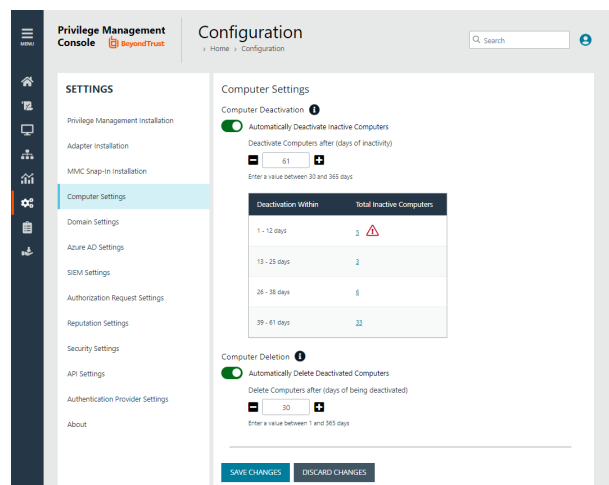 MENU
Privilege Management
Console BeyondTrust
Configuration
› Home › Configuration
Search
SETTINGS
Privilege Management Installation
Adapter Installation
MMC Snap-In Installation
Computer Settings
Domain Settings
Azure AD Settings
SIEM Settings
Authorization Request Settings
Reputation Settings
Security Settings
API Settings
Authentication Provider Settings
About
Computer Settings
Computer Deactivation
Automatically Deactivate Inactive Computers
Deactivate Computers after (days of inactivity)
61
Enter a value between 30 and 365 days
Deactivation Within Total Inactive Computers
1 - 12 days 5
13 - 25 days 3
26 - 38 days 6
39 - 61 days 33
Computer Deletion
Automatically Delete Deactivated Computers
Delete Computers after (days of being deactivated)
30
Enter a value between 1 and 365 days
SAVE CHANGES DISCARD CHANGES